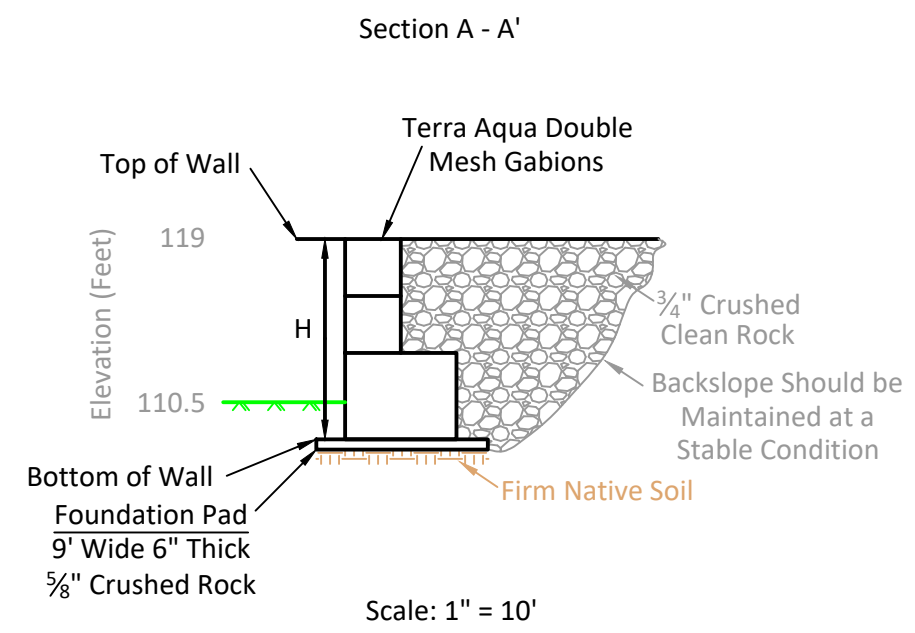 Section A - A'
Terra Aqua Double
Mesh Gabions
Top of Wall
119
Elevation (Feet)
H
¾" Crushed
Clean Rock
110.5
Backslope Should be
Maintained at a
Stable Condition
Bottom of Wall
Firm Native Soil
Foundation Pad
9' Wide 6" Thick
⅝" Crushed Rock
Scale: 1" = 10'